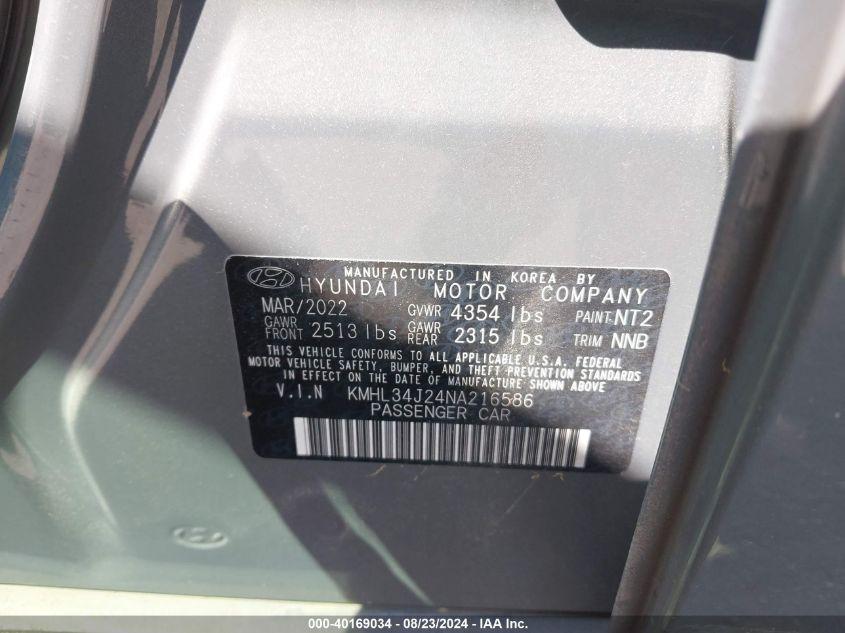 MANUFACTURED IN KOREA BY
HYUNDAI MOTOR COMPANY
MAR/2022 GVWR 4354 lbs PAINT NT2
GAWR FRONT 2513 lbs GAWR REAR 2315 lbs TRIM NNB
THIS VEHICLE CONFORMS TO ALL APPLICABLE U.S.A. FEDERAL
MOTOR VEHICLE SAFETY, BUMPER, AND THEFT PREVENTION STANDARDS
IN EFFECT ON THE DATE OF MANUFACTURE SHOWN ABOVE
V.I.N KMHL34J24NA216586
PASSENGER CAR
000-40169034 - 08/23/2024 - IAA Inc.